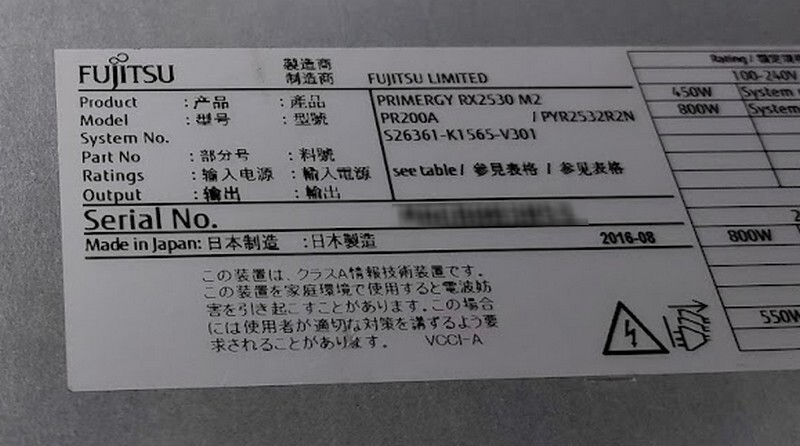 FUJITSU 製造商
制造商 FUJITSU LIMITED
Product :产品 :產品 PRIMERGY RX2530 M2
Model :型号 :型號 PR200A / PYR2532R2N
System No. S26361-K1565-V301
Part No :部分号 :料號
Ratings :输入电源 :輸入電源 see table / 參見表格 / 参见表格
Output :输出 :輸出
Serial No.
Made in Japan: 日本制造 :日本製造 2016-08
この装置は、クラスA情報技術装置です。
この装置を家庭環境で使用すると電波妨
害を引き起こすことがあります。この場合
には使用者が適切な対策を講ずるよう要
求されることがあります。 VCCI-A
Rating /
100-240V
450W System
800W System
800W
550W